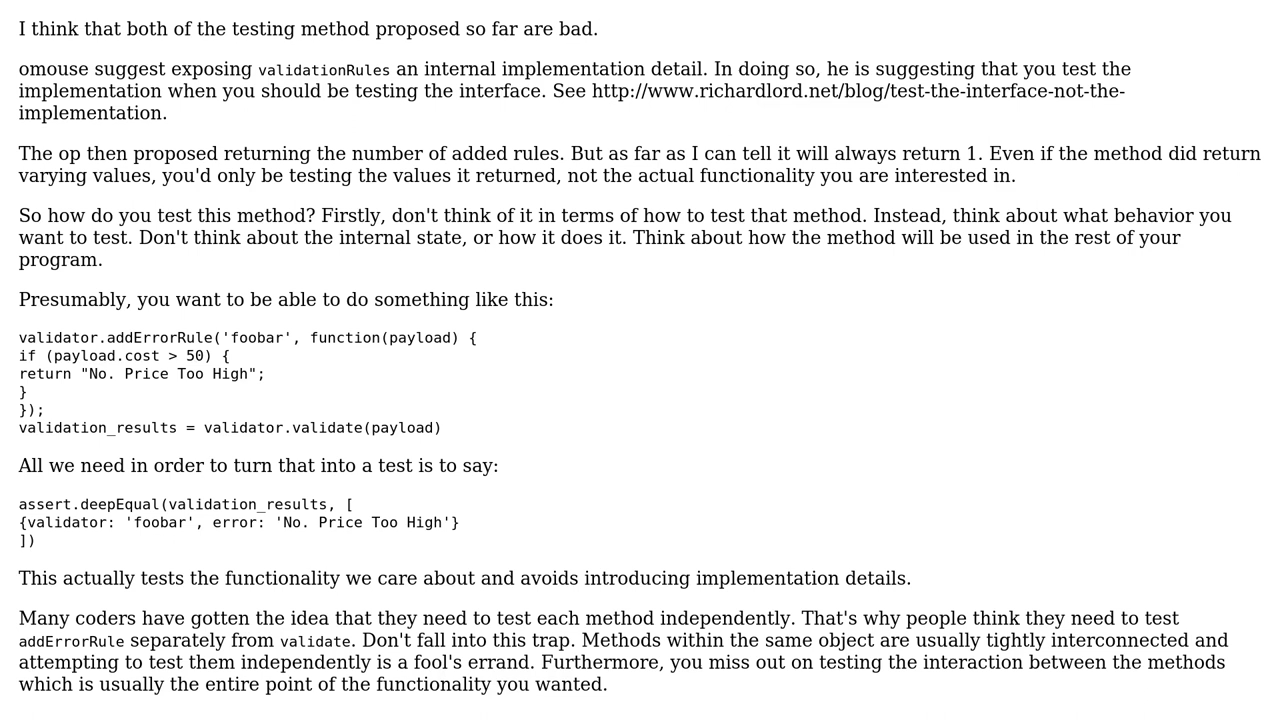 I think that both of the testing method proposed so far are bad.
omouse suggest exposing validationRules an internal implementation detail. In doing so, he is suggesting that you test the
implementation when you should be testing the interface. See http://www.richardlord.net/blog/test-the-interface-not-the-
implementation.
The op then proposed returning the number of added rules. But as far as I can tell it will always return 1. Even if the method did return
varying values, you'd only be testing the values it returned, not the actual functionality you are interested in.
So how do you test this method? Firstly, don't think of it in terms of how to test that method. Instead, think about what behavior you
want to test. Don't think about the internal state, or how it does it. Think about how the method will be used in the rest of your
program.
Presumably, you want to be able to do something like this:
validator.addErrorRule('foobar', function(payload) {
if (payload.cost > 50) {
return "No. Price Too High";
}
});
validation_results = validator.validate(payload)
All we need in order to turn that into a test is to say:
assert.deepEqual(validation_results, [
{validator: 'foobar', error: 'No. Price Too High'}
])
This actually tests the functionality we care about and avoids introducing implementation details.
Many coders have gotten the idea that they need to test each method independently. That's why people think they need to test
addErrorRule separately from validate. Don't fall into this trap. Methods within the same object are usually tightly interconnected and
attempting to test them independently is a fool's errand. Furthermore, you miss out on testing the interaction between the methods
which is usually the entire point of the functionality you wanted.